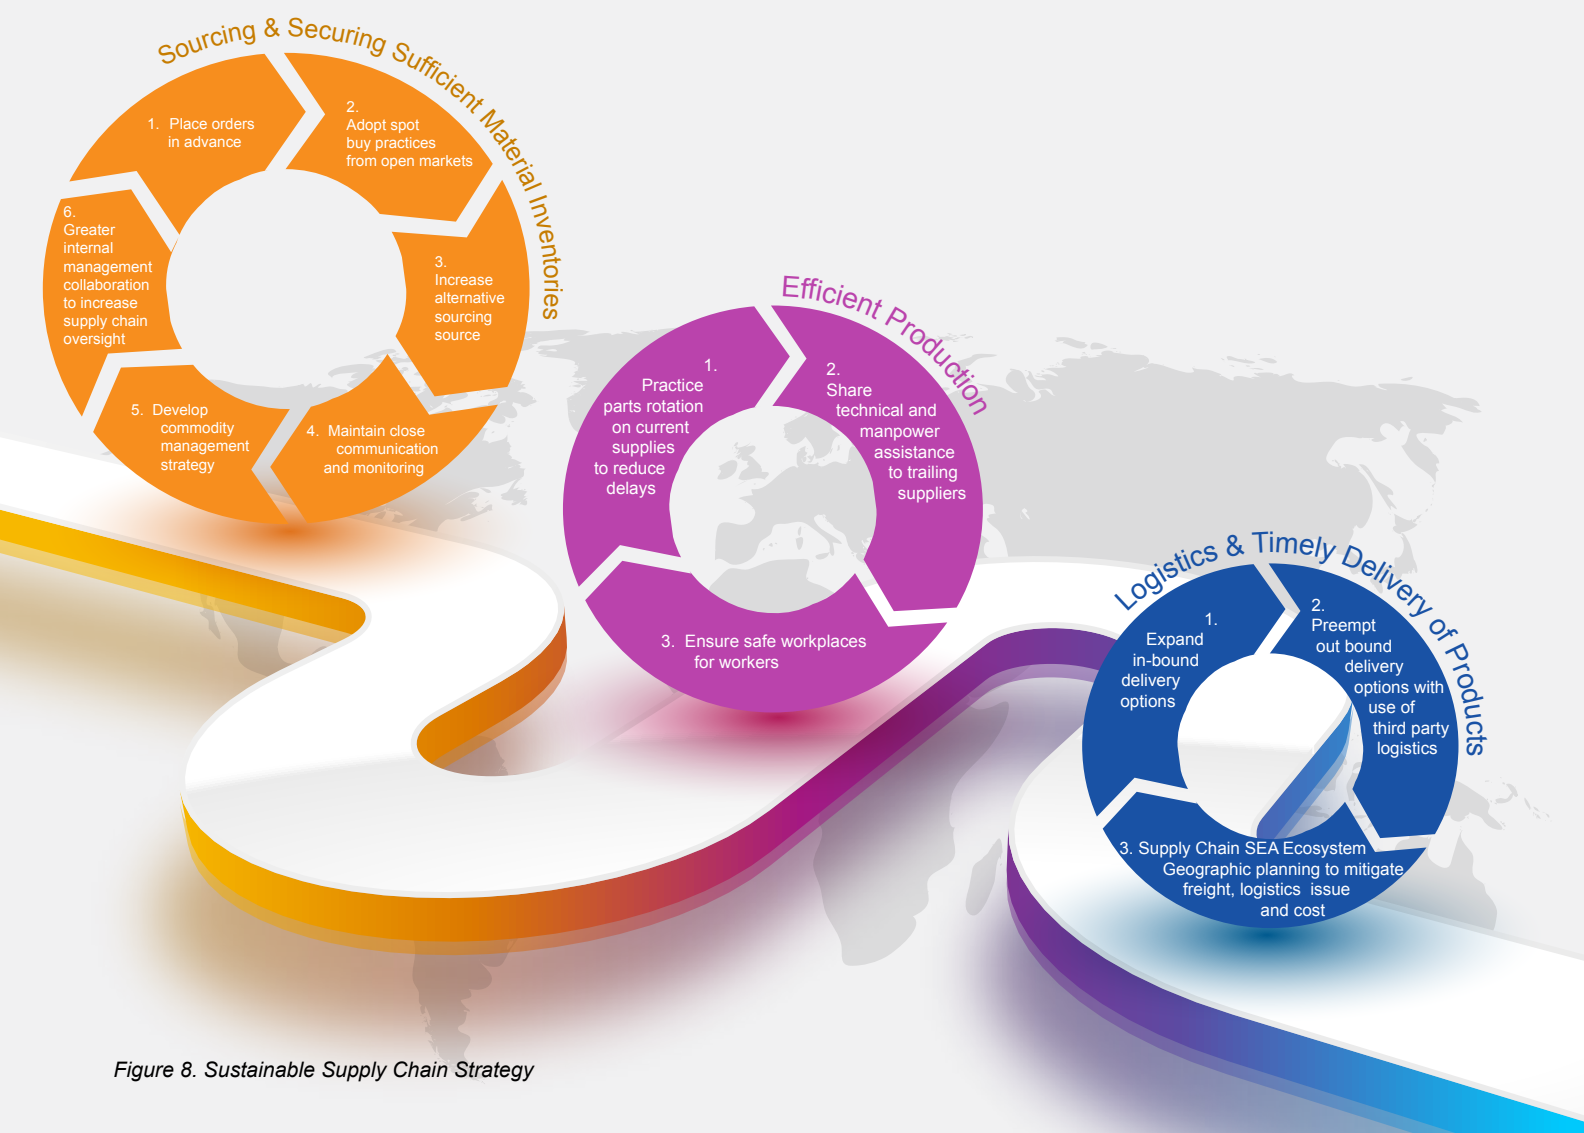 Sourcing & Securing Sufficient Material Inventories
1. Place orders
in advance
2.
Adopt spot
buy practices
from open markets
3.
Increase
alternative
sourcing
source
4. Maintain close
communication
and monitoring
5. Develop
commodity
management
strategy
6.
Greater
internal
management
collaboration
to increase
supply chain
oversight
Efficient Production
1.
Practice
parts rotation
on current
supplies
to reduce
delays
2.
Share
technical and
manpower
assistance
to trailing
suppliers
3. Ensure safe workplaces
for workers
Logistics & Timely Delivery of Products
1.
Expand
in-bound
delivery
options
2.
Preempt
out bound
delivery
options with
use of
third party
logistics
3. Supply Chain SEA Ecosystem
Geographic planning to mitigate
freight, logistics issue
and cost
Figure 8. Sustainable Supply Chain Strategy